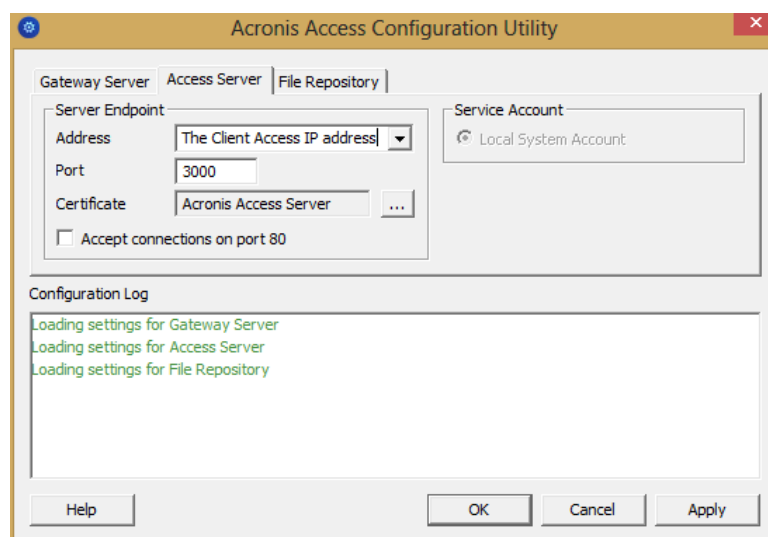 Acronis Access Configuration Utility
Gateway Server Access Server File Repository
Server Endpoint
Address The Client Access IP address
Port 3000
Certificate Acronis Access Server ...
Accept connections on port 80
Service Account
Local System Account
Configuration Log
Loading settings for Gateway Server
Loading settings for Access Server
Loading settings for File Repository
Help OK Cancel Apply